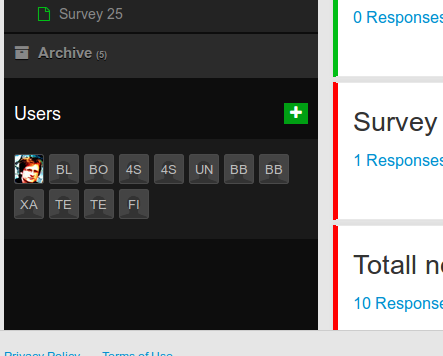 Survey 25
Archive (5)
Users
BL BO 4S 4S UN BB BB
XA TE TE FI
0 Responses
Survey
1 Responses
Totall
10 Response
Privacy Policy
Terms of Use